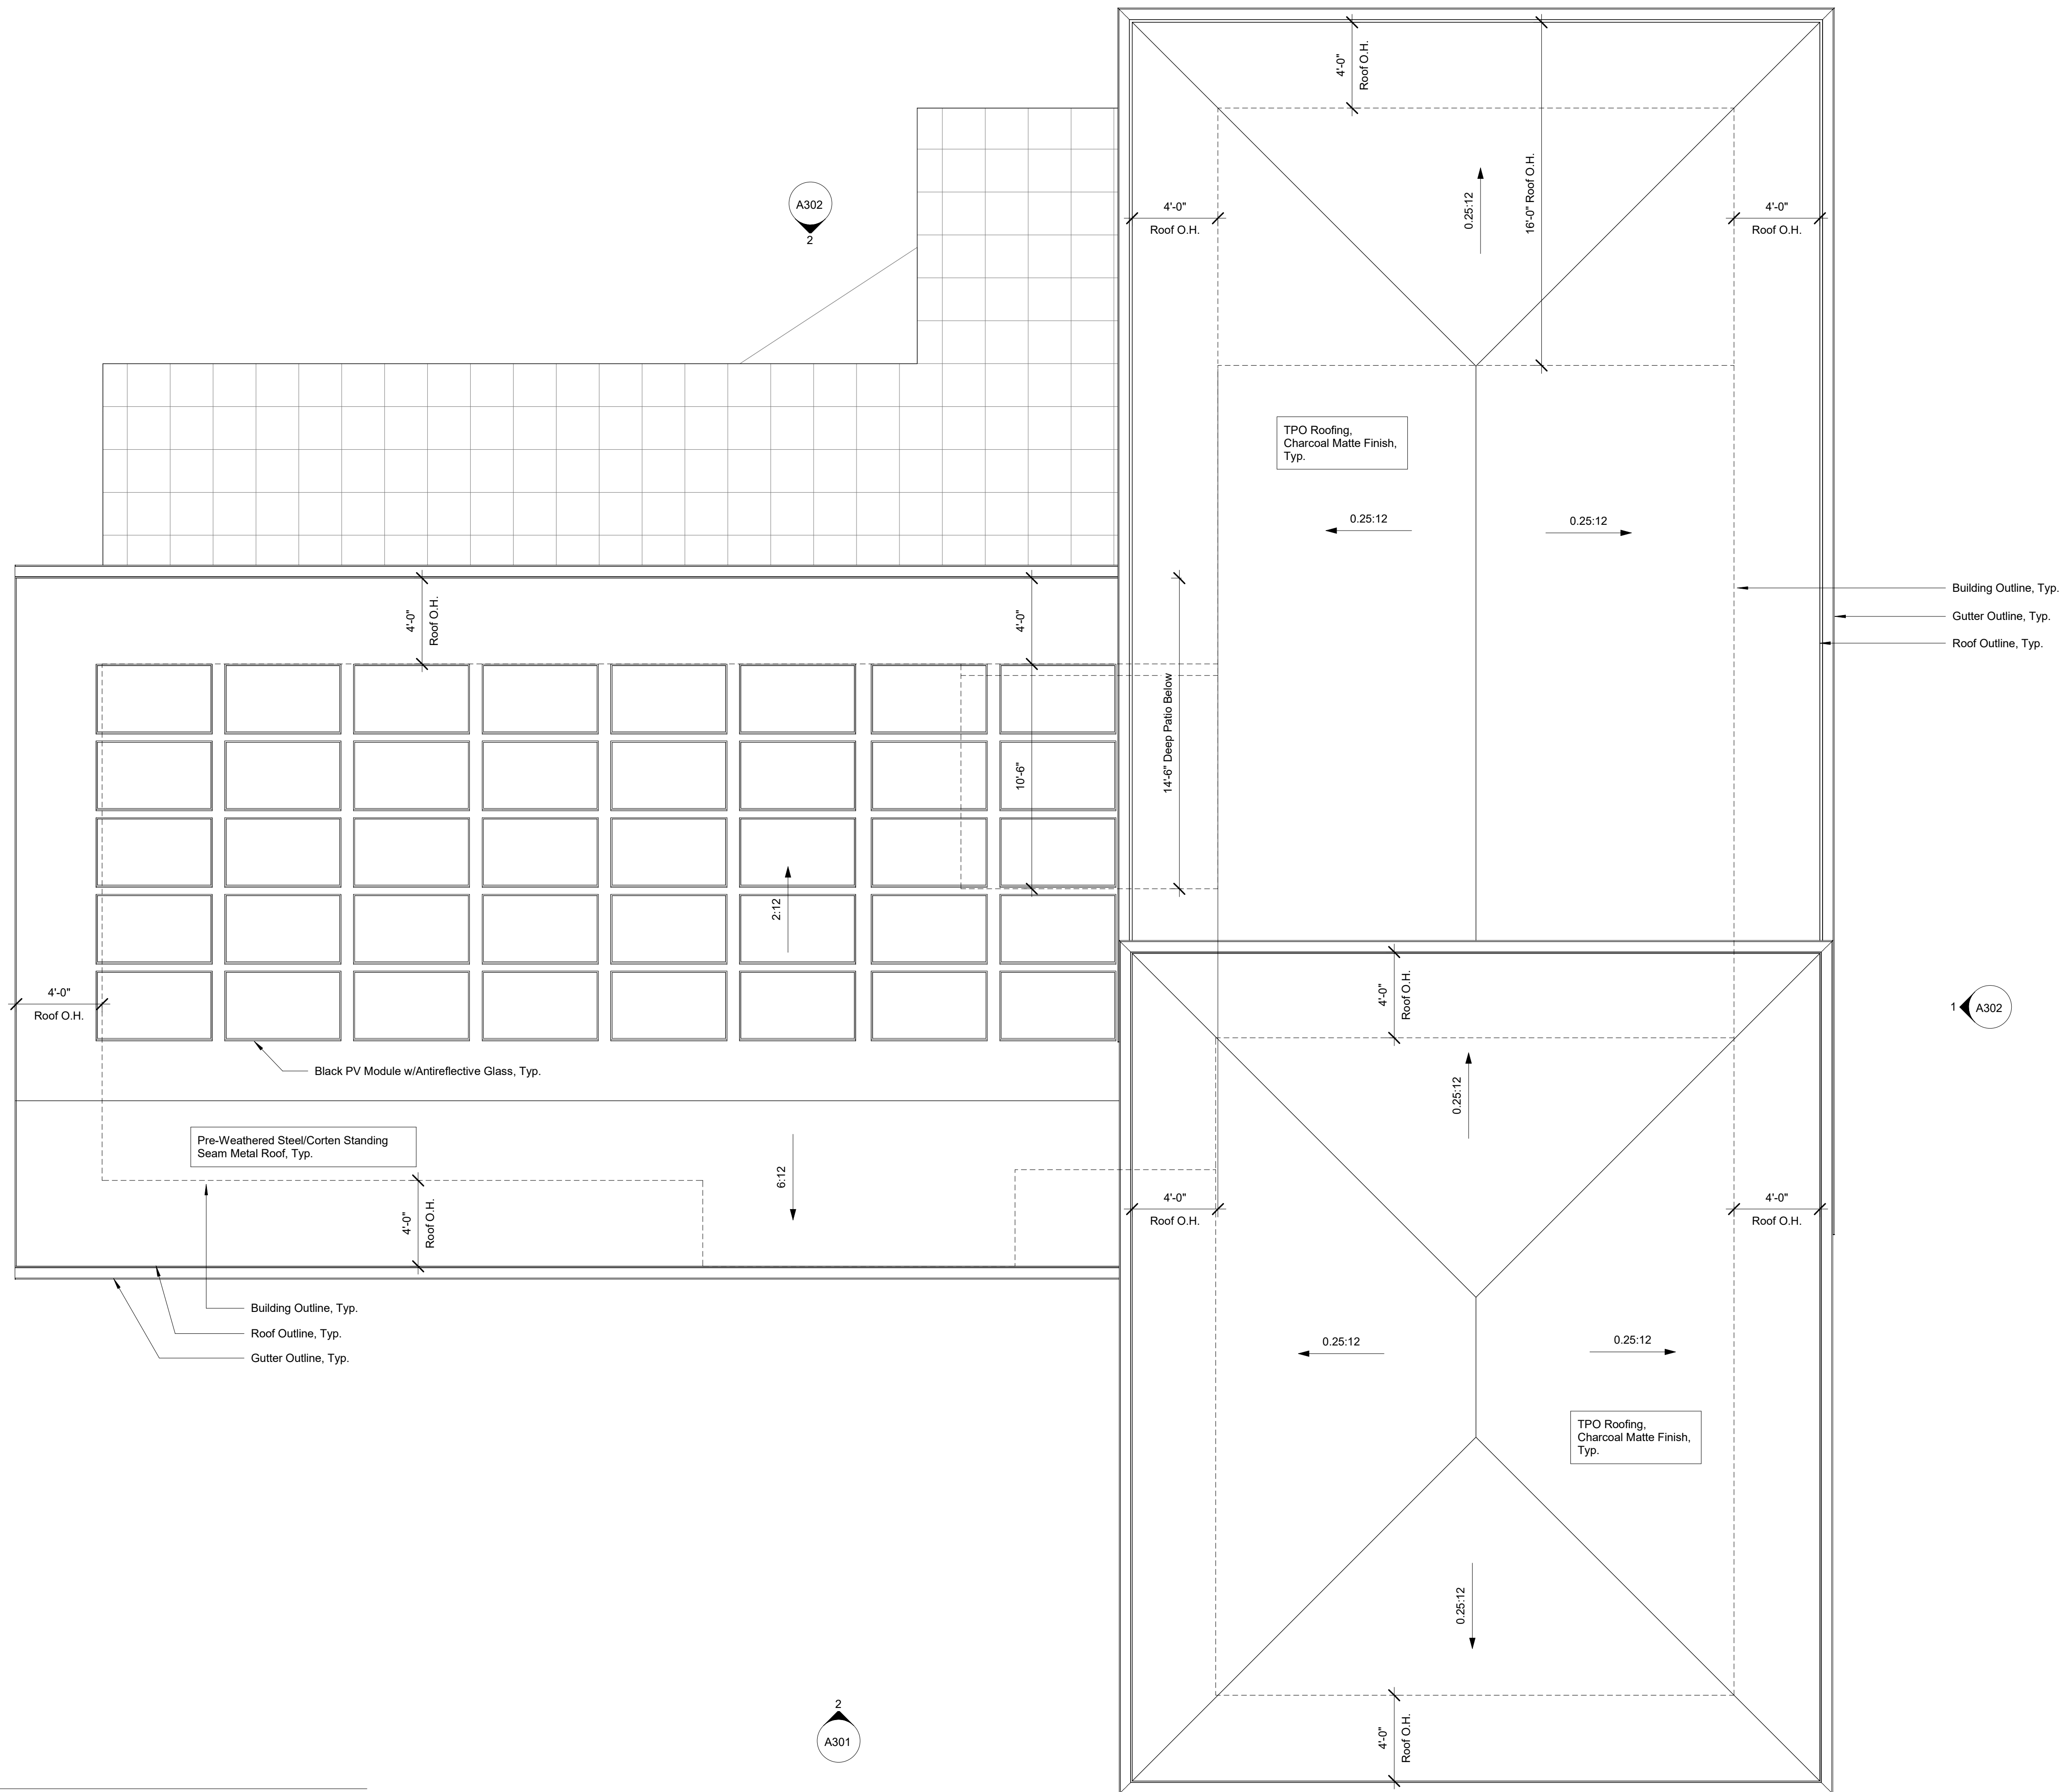 4'-0"
Roof O.H.
16'-0" Roof O.H.
0.25:12
A302
2
4'-0"
Roof O.H.
4'-0"
Roof O.H.
TPO Roofing,
Charcoal Matte Finish,
Typ.
0.25:12
0.25:12
Building Outline, Typ.
Gutter Outline, Typ.
Roof Outline, Typ.
4'-0"
Roof O.H.
4'-0"
10'-6"
14'-6" Deep Patio Below
2:12
4'-0"
Roof O.H.
Black PV Module w/Antireflective Glass, Typ.
4'-0"
Roof O.H.
1
A302
0.25:12
Pre-Weathered Steel/Corten Standing
Seam Metal Roof, Typ.
6:12
4'-0"
Roof O.H.
4'-0"
Roof O.H.
4'-0"
Roof O.H.
Building Outline, Typ.
Roof Outline, Typ.
Gutter Outline, Typ.
0.25:12
0.25:12
TPO Roofing,
Charcoal Matte Finish,
Typ.
0.25:12
2
A301
4'-0"
Roof O.H.